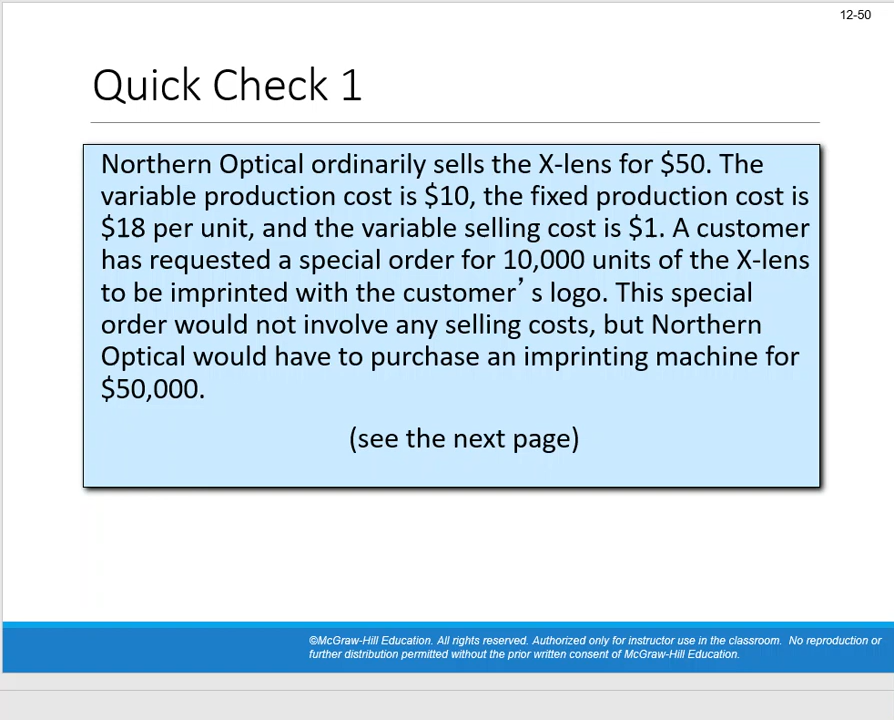 12-50
Quick Check 1
Northern Optical ordinarily sells the X-lens for $50. The
variable production cost is $10, the fixed production cost is
$18 per unit, and the variable selling cost is $1. A customer
has requested a special order for 10,000 units of the X-lens
to be imprinted with the customer’s logo. This special
order would not involve any selling costs, but Northern
Optical would have to purchase an imprinting machine for
$50,000.
(see the next page)
©McGraw-Hill Education. All rights reserved. Authorized only for instructor use in the classroom. No reproduction or
further distribution permitted without the prior written consent of McGraw-Hill Education.